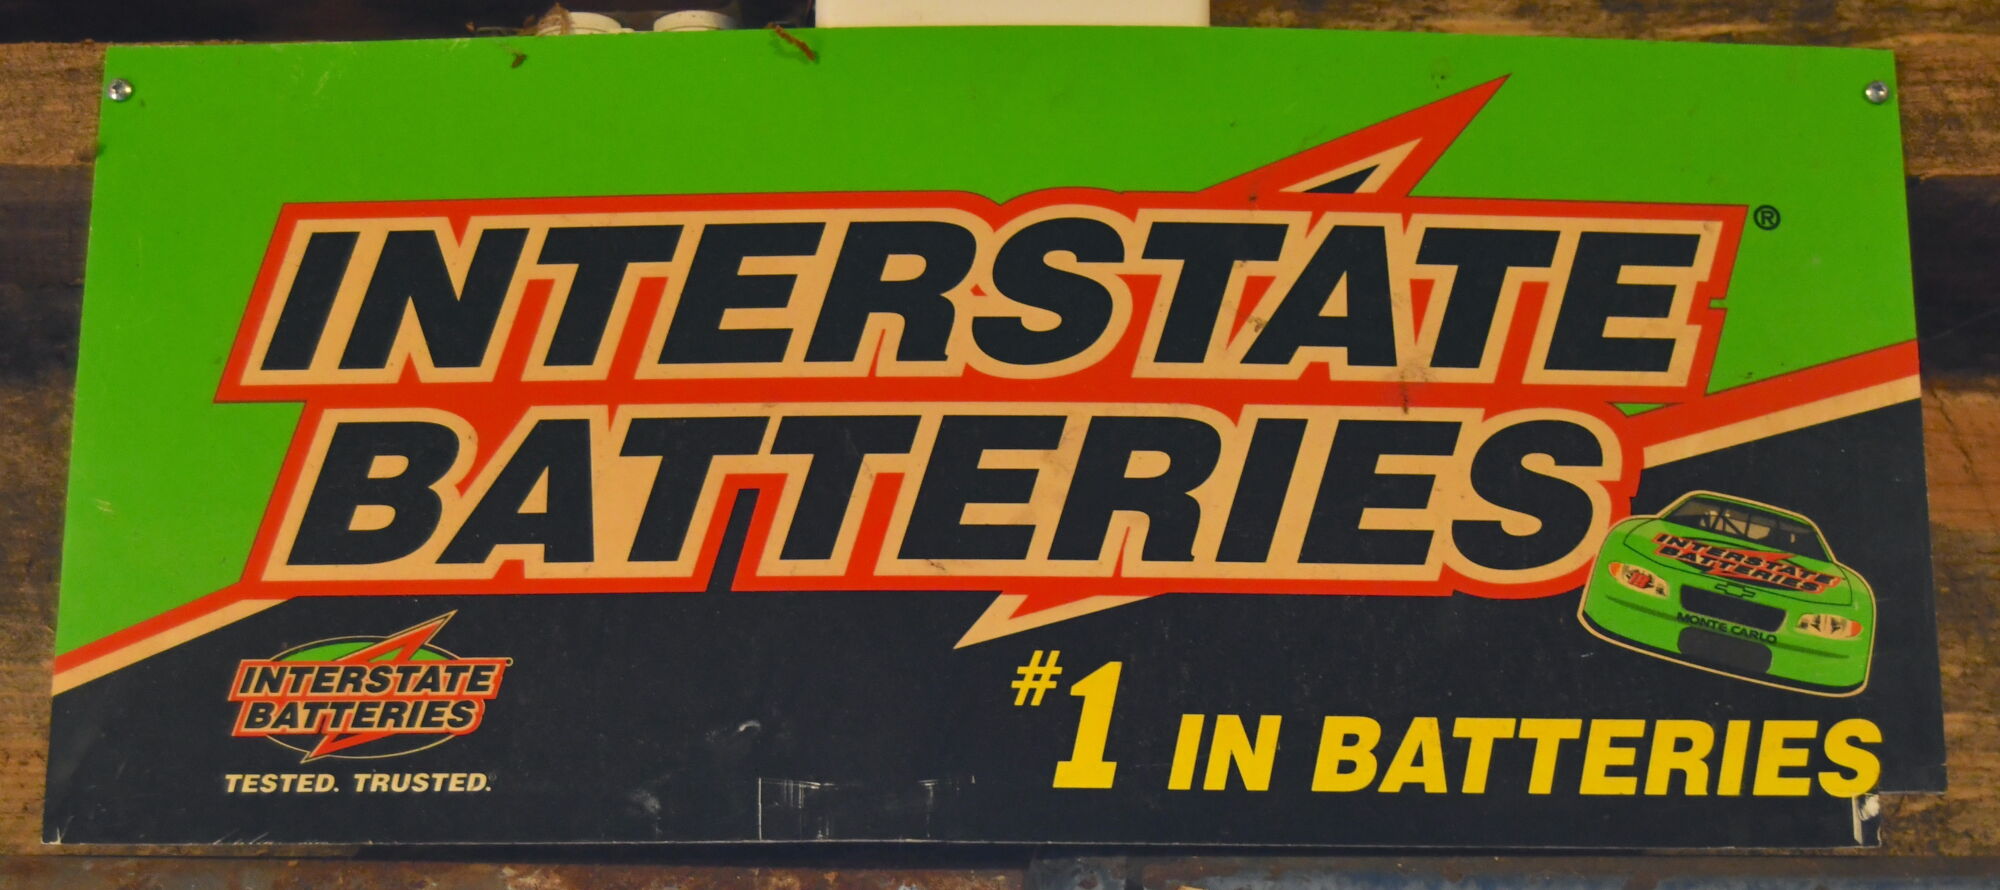 INTERSTATE ®
BATTERIES
INTERSTATE
BATTERIES
MONTE CARLO
INTERSTATE
BATTERIES
TESTED. TRUSTED.
#1 IN BATTERIES